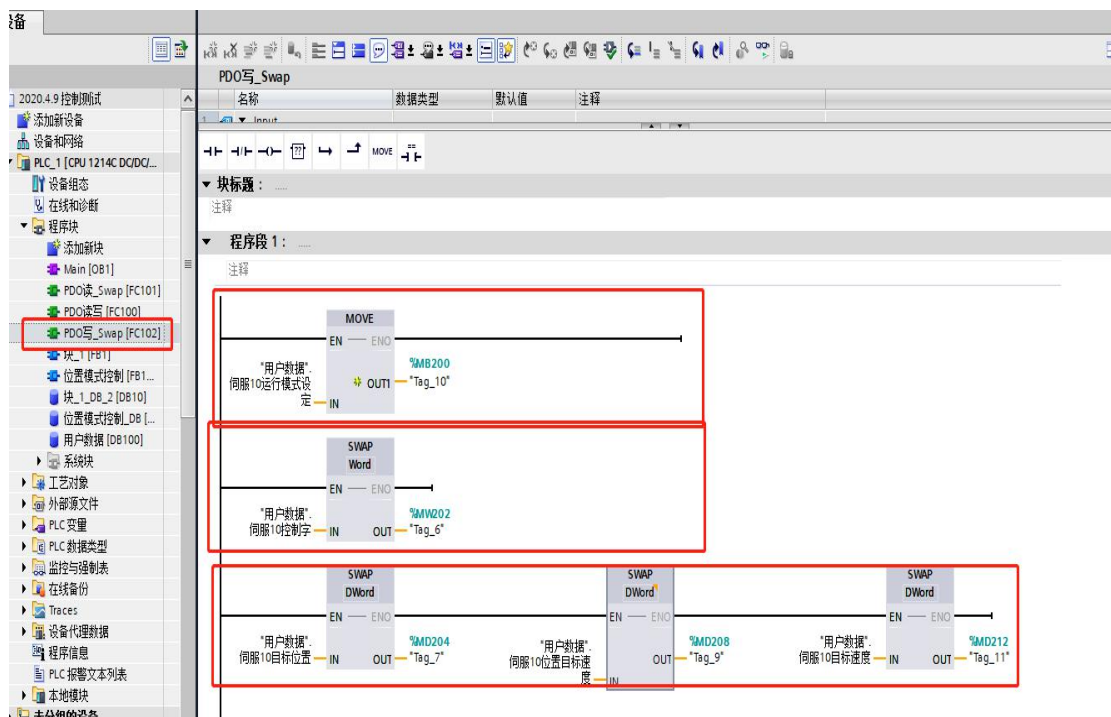 设备
PDO写_Swap
名称 数据类型 默认值 注释
1 Input
2020.4.9控制测试
添加新设备
设备和网络
PLC_1 [CPU 1214C DC/DC/...
设备组态
在线和诊断
程序块
添加新块
Main [OB1]
PDO读_Swap [FC101]
PDO读写 [FC100]
PDO写_Swap [FC102]
块_1 [FB1]
位置模式控制 [FB1...
块_1_DB_2 [DB10]
位置模式控制_DB [...
用户数据 [DB100]
系统块
工艺对象
外部源文件
PLC 变量
PLC 数据类型
监控与强制表
在线备份
Traces
设备代理数据
程序信息
PLC 报警文本列表
本地模块
未分组的设备
?? MOVE ==
块标题： .....
注释
程序段 1： .....
注释
MOVE
EN ENO
"用户数据".
伺服10运行模式设
定
IN
OUT1
%MB200
"Tag_10"
SWAP
Word
EN ENO
"用户数据".
伺服10控制字
IN OUT
%MW202
"Tag_6"
SWAP
DWord
EN ENO
"用户数据".
伺服10目标位置
IN OUT
%MD204
"Tag_7"
SWAP
DWord
EN ENO
"用户数据".
伺服10位置目标速
度
IN
OUT
%MD208
"Tag_9"
SWAP
DWord
EN ENO
"用户数据".
伺服10目标速度
IN OUT
%MD212
"Tag_11"